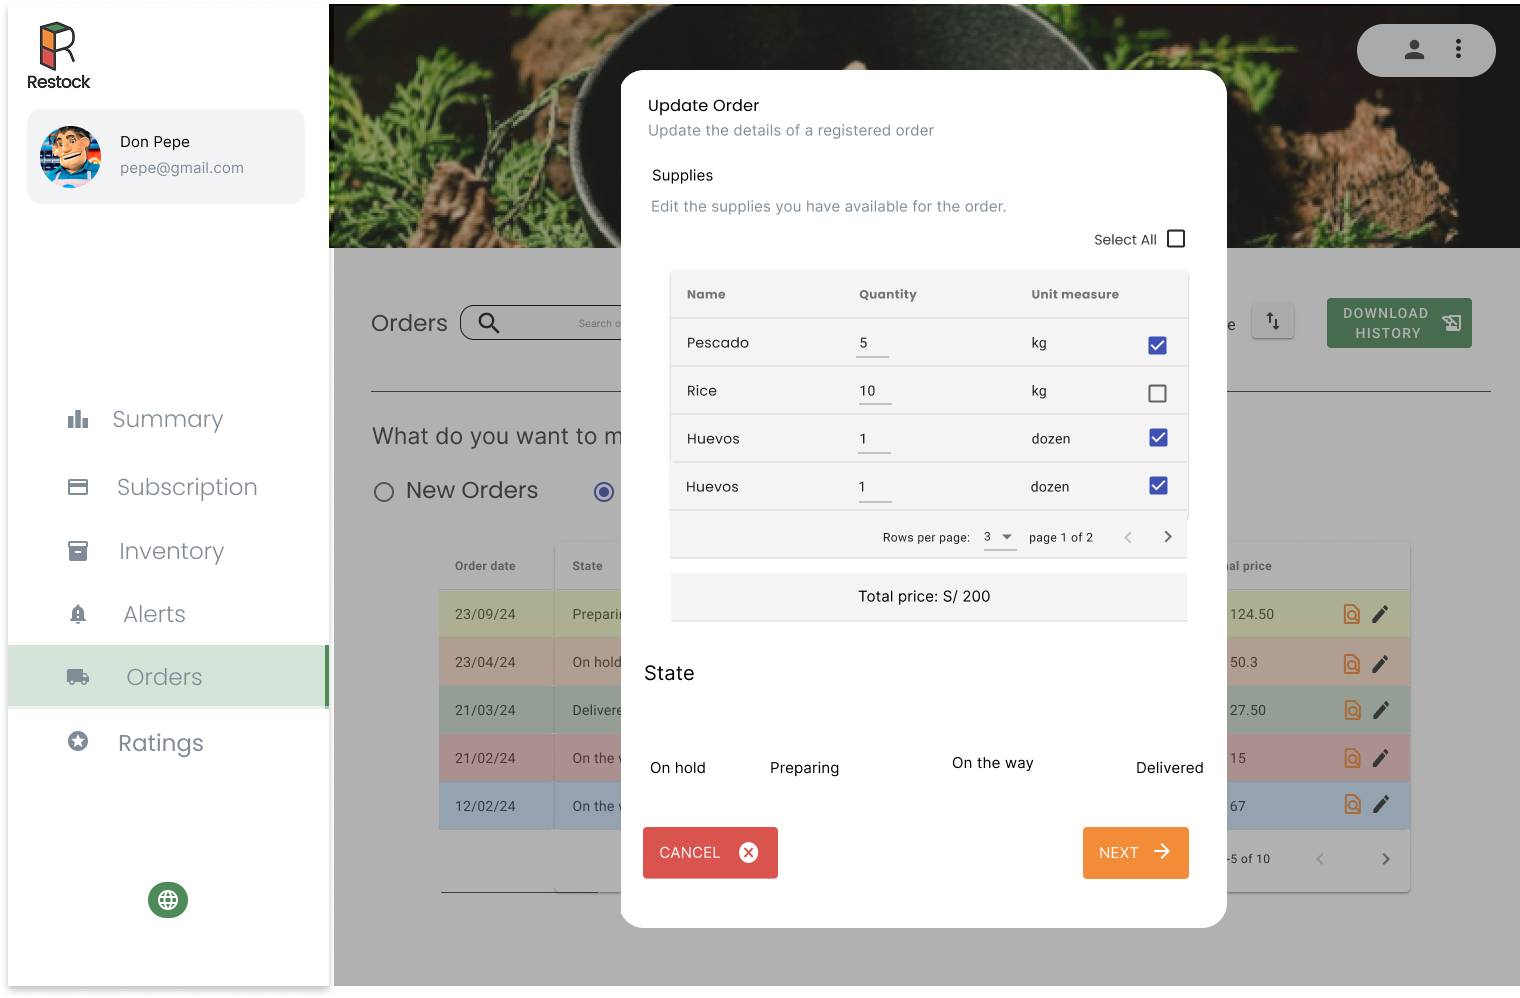 Restock
Don Pepe
pepe@gmail.com
Summary
Subscription
Inventory
Alerts
Orders
Ratings
Orders
Search
DOWNLOAD
HISTORY
What do you want to
New Orders
Order date State price
23/09/24 124.50
23/04/24 On hold 50.3
21/03/24 27.50
21/02/24 On the 15
12/02/24 On the 67
-5 of 10
Update Order
Update the details of a registered order
Supplies
Edit the supplies you have available for the order.
Select All
Name Quantity Unit measure
Pescado 5 kg
Rice 10 kg
Huevos 1 dozen
Huevos 1 dozen
Rows per page: 3 page 1 of 2
Total price: S/ 200
State
On hold Preparing On the way Delivered
CANCEL NEXT